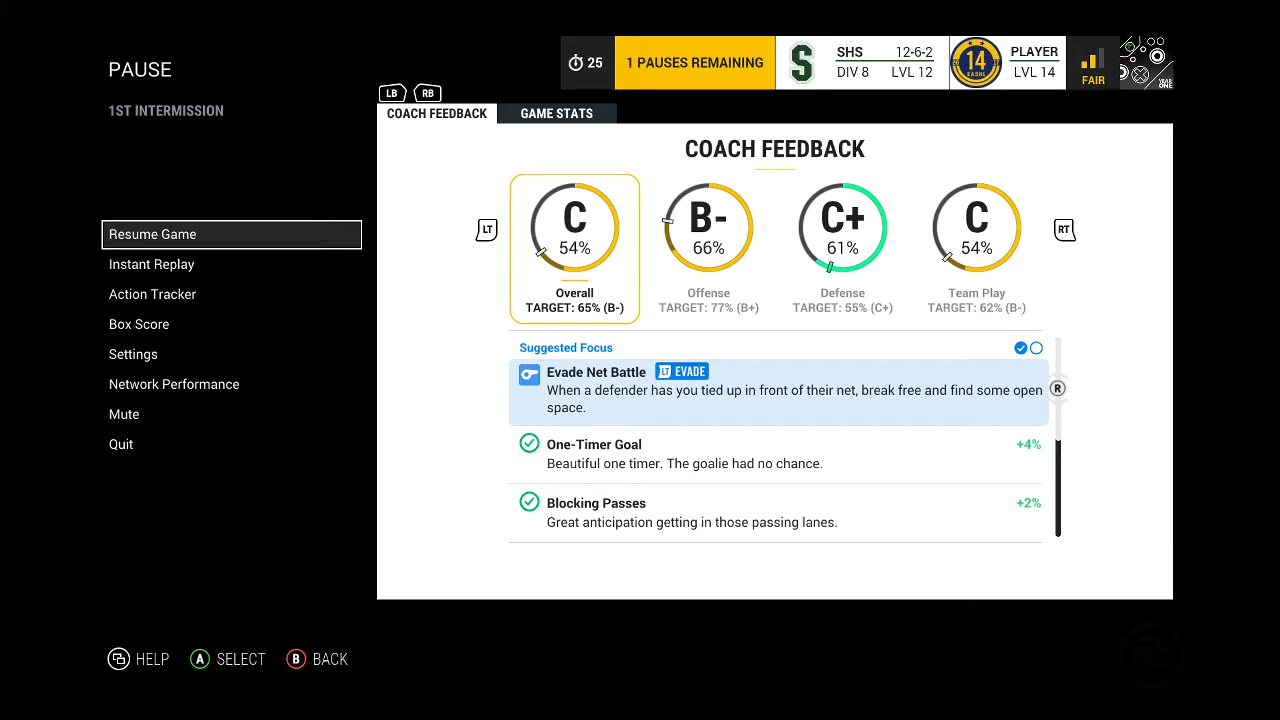 PAUSE
1ST INTERMISSION
25
1 PAUSES REMAINING
S
SHS 12-6-2
DIV 8 LVL 12
14
EASHL
PLAYER
LVL 14
FAIR
YEAR
ONE
LB RB
COACH FEEDBACK GAME STATS
COACH FEEDBACK
LT
RT
C B- C+ C
54% 66% 61% 54%
Overall Offense Defense Team Play
TARGET: 65% (B-) TARGET: 77% (B+) TARGET: 55% (C+) TARGET: 62% (B-)
Resume Game
Instant Replay
Action Tracker
Box Score
Settings
Network Performance
Mute
Quit
Suggested Focus
Evade Net Battle LT EVADE
When a defender has you tied up in front of their net, break free and find some open
space.
R
One-Timer Goal +4%
Beautiful one timer. The goalie had no chance.
Blocking Passes +2%
Great anticipation getting in those passing lanes.
HELP A SELECT B BACK